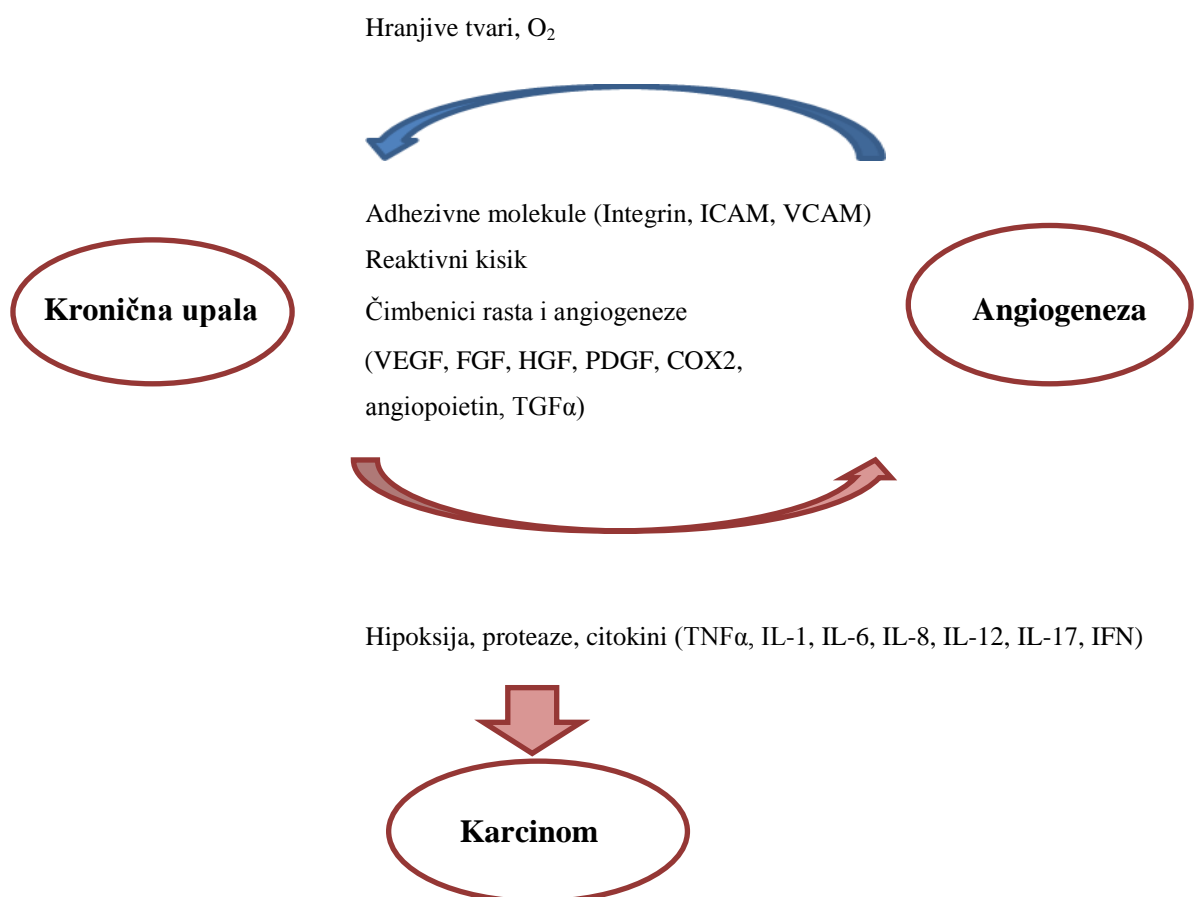 Hranjive tvari, O₂
Adhezivne molekule (Integrin, ICAM, VCAM)
Reaktivni kisik
Kronična upala
Čimbenici rasta i angiogeneze
Angiogeneza
(VEGF, FGF, HGF, PDGF, COX2,
angiopoietin, TGFα)
Hipoksija, proteaze, citokini (TNFα, IL-1, IL-6, IL-8, IL-12, IL-17, IFN)
Karcinom